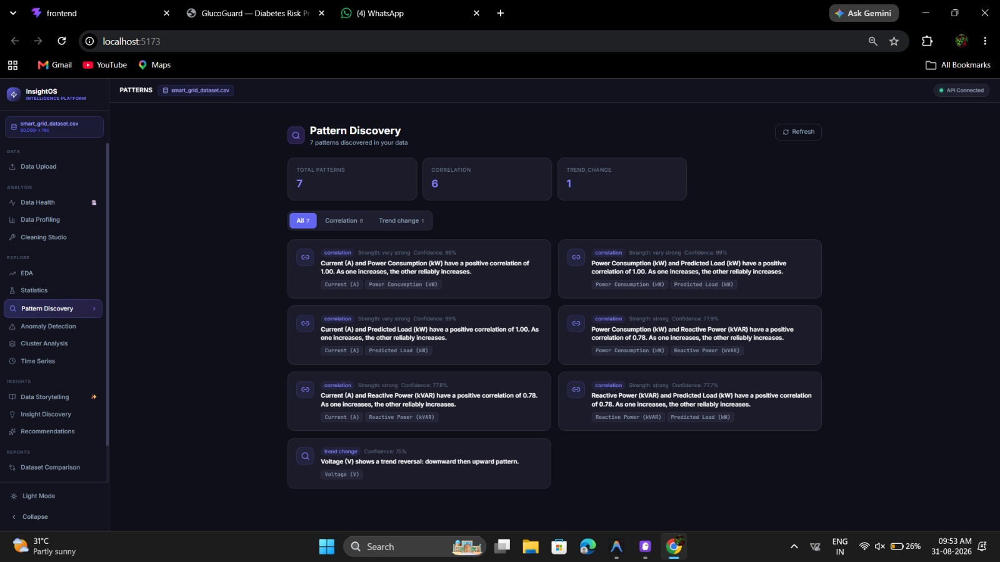 frontend
GlucoGuard — Diabetes Risk Pr
(4) WhatsApp
Ask Gemini
localhost:5173
Gmail
YouTube
Maps
All Bookmarks
InsightOS
INTELLIGENCE PLATFORM
PATTERNS
smart_grid_dataset.csv
API Connected
smart_grid_dataset.csv
50,000r × 16c
DATA
Data Upload
ANALYSIS
Data Health
Data Profiling
Cleaning Studio
EXPLORE
EDA
Statistics
Pattern Discovery
Anomaly Detection
Cluster Analysis
Time Series
INSIGHTS
Data Storytelling
Insight Discovery
Recommendations
REPORTS
Dataset Comparison
Light Mode
Collapse
Pattern Discovery
7 patterns discovered in your data
Refresh
TOTAL PATTERNS
7
CORRELATION
6
TREND_CHANGE
1
All 7
Correlation 6
Trend change 1
correlation Strength: very strong Confidence: 99%
Current (A) and Power Consumption (kW) have a positive correlation of
1.00. As one increases, the other reliably increases.
Current (A) Power Consumption (kW)
correlation Strength: very strong Confidence: 99%
Power Consumption (kW) and Predicted Load (kW) have a positive
correlation of 1.00. As one increases, the other reliably increases.
Power Consumption (kW) Predicted Load (kW)
correlation Strength: very strong Confidence: 99%
Current (A) and Predicted Load (kW) have a positive correlation of 1.00. As
one increases, the other reliably increases.
Current (A) Predicted Load (kW)
correlation Strength: strong Confidence: 77.9%
Power Consumption (kW) and Reactive Power (kVAR) have a positive
correlation of 0.78. As one increases, the other reliably increases.
Power Consumption (kW) Reactive Power (kVAR)
correlation Strength: strong Confidence: 77.8%
Current (A) and Reactive Power (kVAR) have a positive correlation of 0.78.
As one increases, the other reliably increases.
Current (A) Reactive Power (kVAR)
correlation Strength: strong Confidence: 77.7%
Reactive Power (kVAR) and Predicted Load (kW) have a positive correlation
of 0.78. As one increases, the other reliably increases.
Reactive Power (kVAR) Predicted Load (kW)
trend change Confidence: 75%
Voltage (V) shows a trend reversal: downward then upward pattern.
Voltage (V)
31°C
Partly sunny
Search
ENG
IN
26%
09:53 AM
31-08-2026